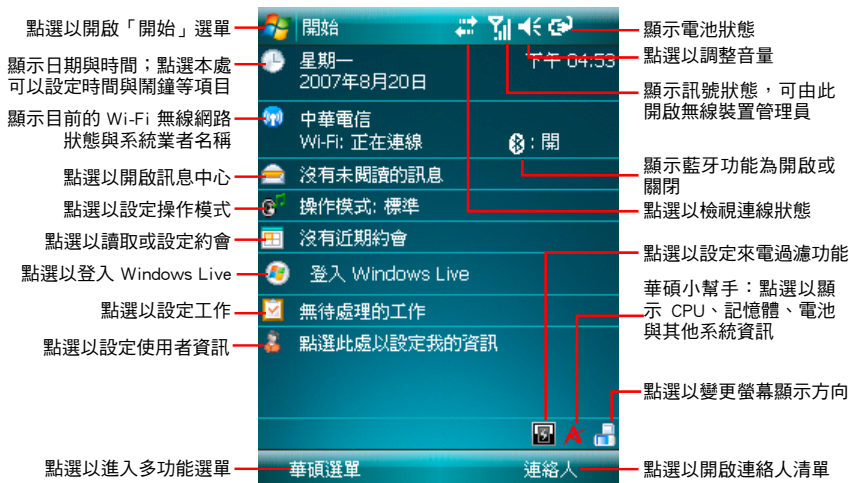 點選以開啟「開始」選單
顯示日期與時間；點選本處
可以設定時間與鬧鐘等項目
顯示目前的 Wi-Fi 無線網路
狀態與系統業者名稱
點選以開啟訊息中心
點選以設定操作模式
點選以讀取或設定約會
點選以登入 Windows Live
點選以設定工作
點選以設定使用者資訊
點選以進入多功能選單
開始
星期一
下午 04:53
2007年8月20日
中華電信
Wi-Fi: 正在連線
：開
沒有未閱讀的訊息
操作模式: 標準
沒有近期約會
登入 Windows Live
無待處理的工作
點選此處以設定我的資訊
華碩選單
連絡人
顯示電池狀態
點選以調整音量
顯示訊號狀態，可由此
開啟無線裝置管理員
顯示藍牙功能為開啟或
關閉
點選以檢視連線狀態
點選以設定來電過濾功能
華碩小幫手：點選以顯
示 CPU、記憶體、電池
與其他系統資訊
點選以變更螢幕顯示方向
點選以開啟連絡人清單